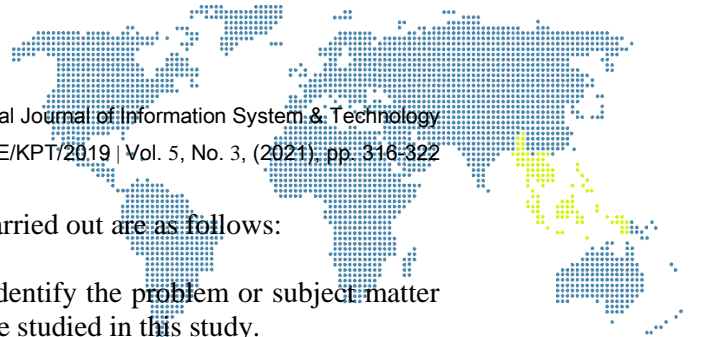 al Journal of Information System & Technology
E/KPT/2019 | Vol. 5, No. 3, (2021), pp. 316-322
arried out are as follows:
dentify the problem or subject matter
e studied in this study.